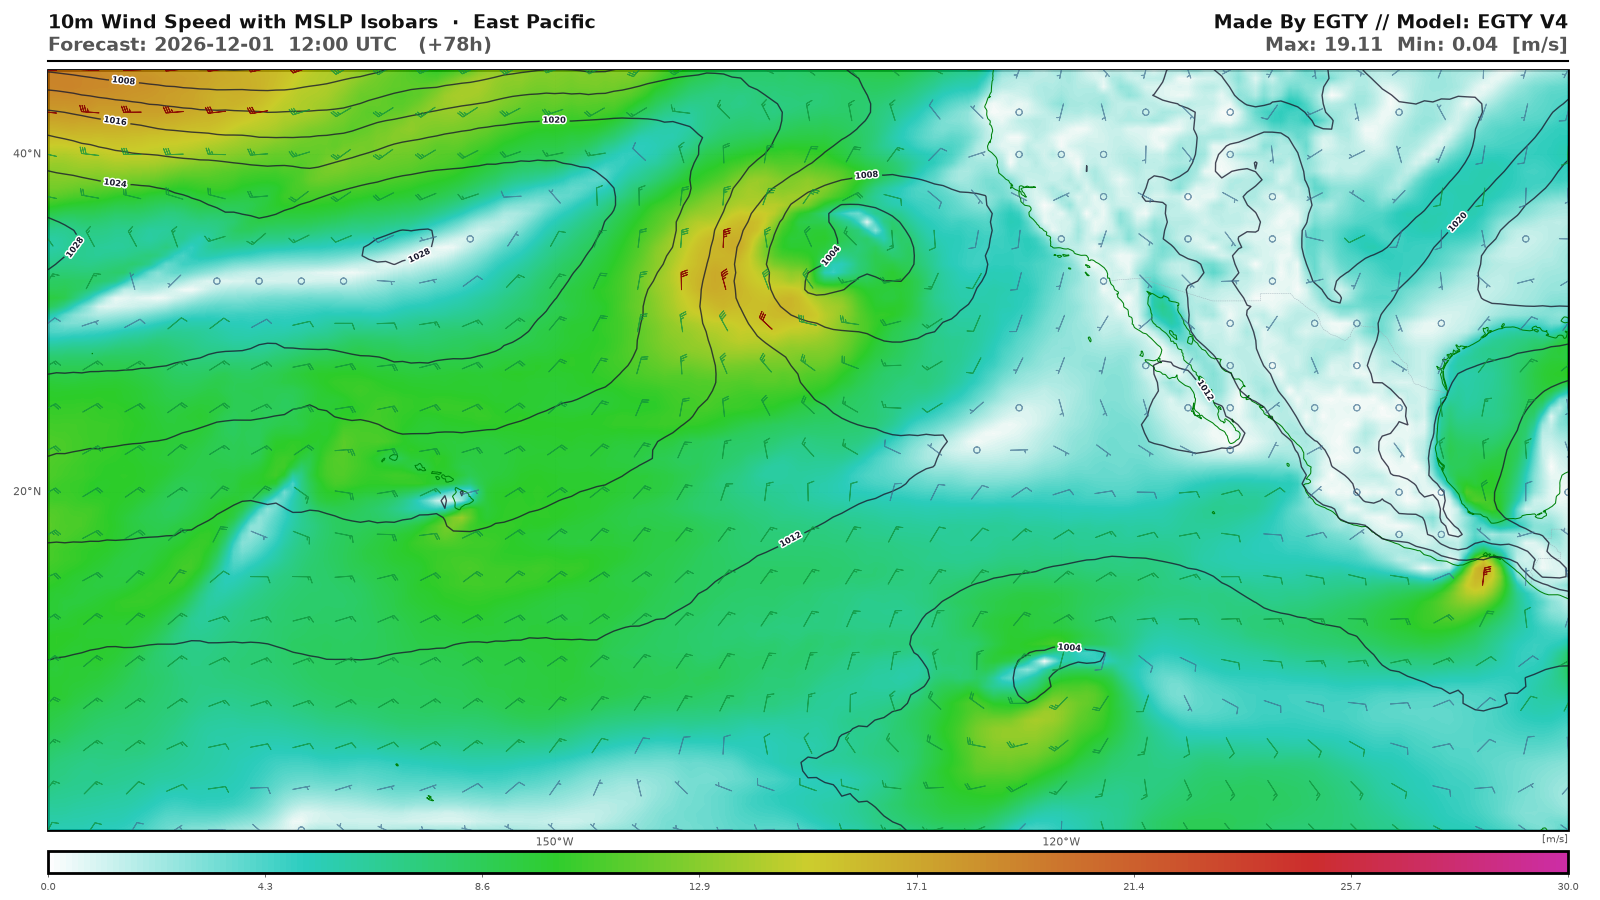 10m Wind Speed with MSLP Isobars · East Pacific
Made By EGTY // Model: EGTY V4
Forecast: 2026-12-01 12:00 UTC (+78h)
Max: 19.11 Min: 0.04 [m/s]
1008
1016
1020
40°N
1024
1008
1020
1028
1028
1004
1012
20°N
1012
1004
150°W
120°W
[m/s]
0.0
4.3
8.6
12.9
17.1
21.4
25.7
30.0